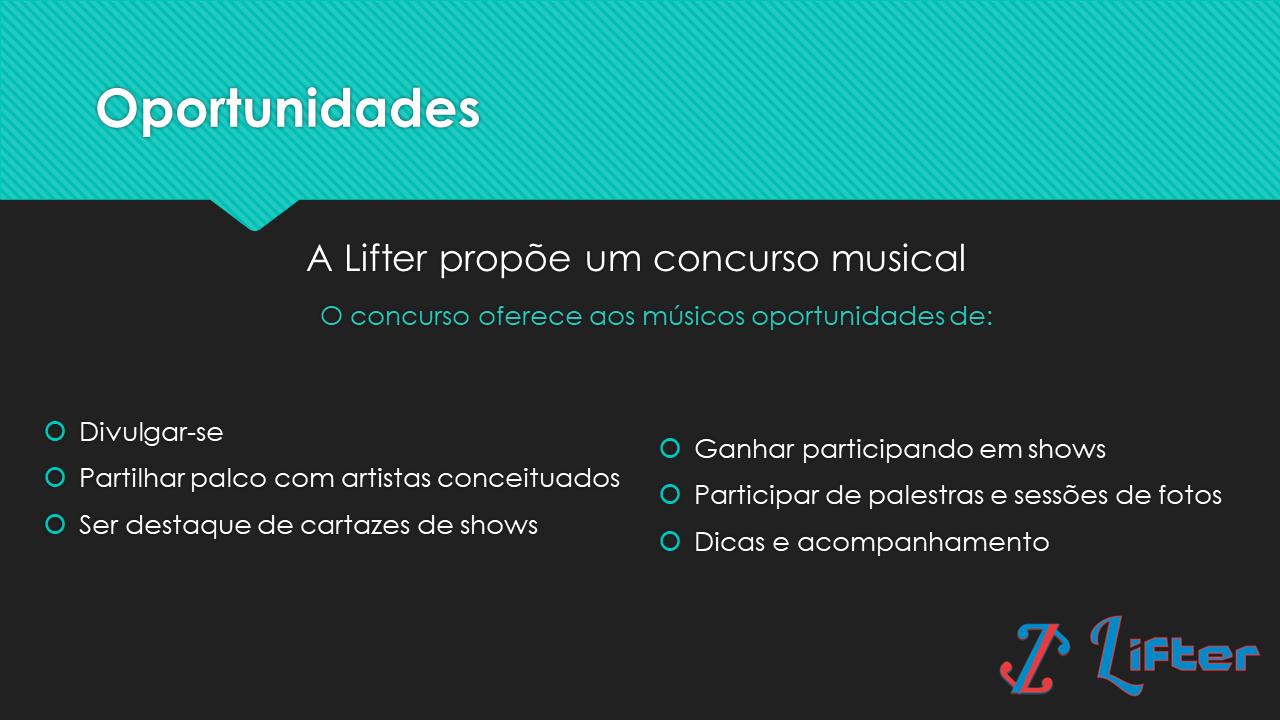 Oportunidades
A Lifter propõe um concurso musical
O concurso oferece aos músicos oportunidades de:
Divulgar-se
Partilhar palco com artistas conceituados
Ser destaque de cartazes de shows
Ganhar participando em shows
Participar de palestras e sessões de fotos
Dicas e acompanhamento
Lifter